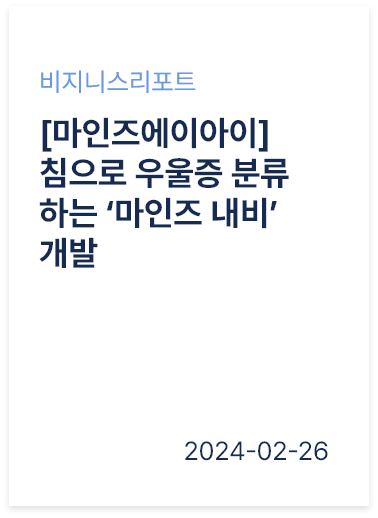 비지니스리포트
[마인즈에이아이]
침으로 우울증 분류
하는 ‘마인즈 내비’
개발
2024-02-26